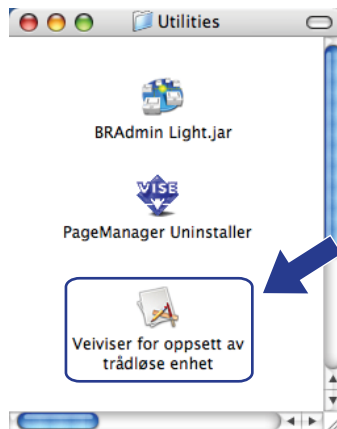 Utilities
BRAdmin Light.jar
VISE
PageManager Uninstaller
Veiviser for oppsett av
trådløse enhet